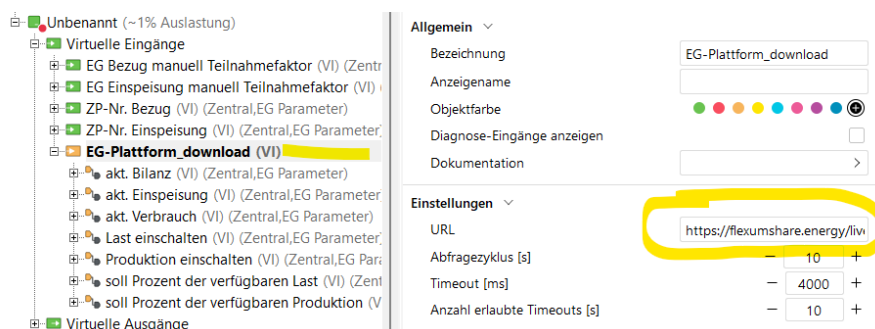 Unbenannt (~1% Auslastung)
Virtuelle Eingänge
EG Bezug manuell Teilnahmefaktor (VI) (Zentr
EG Einspeisung manuell Teilnahmefaktor (VI)
ZP-Nr. Bezug (VI) (Zentral,EG Parameter)
ZP-Nr. Einspeisung (VI) (Zentral,EG Parameter)
EG-Plattform_download (VI)
akt. Bilanz (VI) (Zentral,EG Parameter)
akt. Einspeisung (VI) (Zentral,EG Parameter
akt. Verbrauch (VI) (Zentral,EG Parameter)
Last einschalten (VI) (Zentral,EG Parameter)
Produktion einschalten (VI) (Zentral,EG Para
soll Prozent der verfügbaren Last (VI) (Zent
soll Prozent der verfügbaren Produktion (V
Virtuelle Ausgänge
Allgemein
Bezeichnung EG-Plattform_download
Anzeigename
Objektfarbe
Diagnose-Eingänge anzeigen
Dokumentation
Einstellungen
URL https://flexumshare.energy/live
Abfragezyklus [s] − 10 +
Timeout [ms] − 4000 +
Anzahl erlaubte Timeouts [s] − 10 +